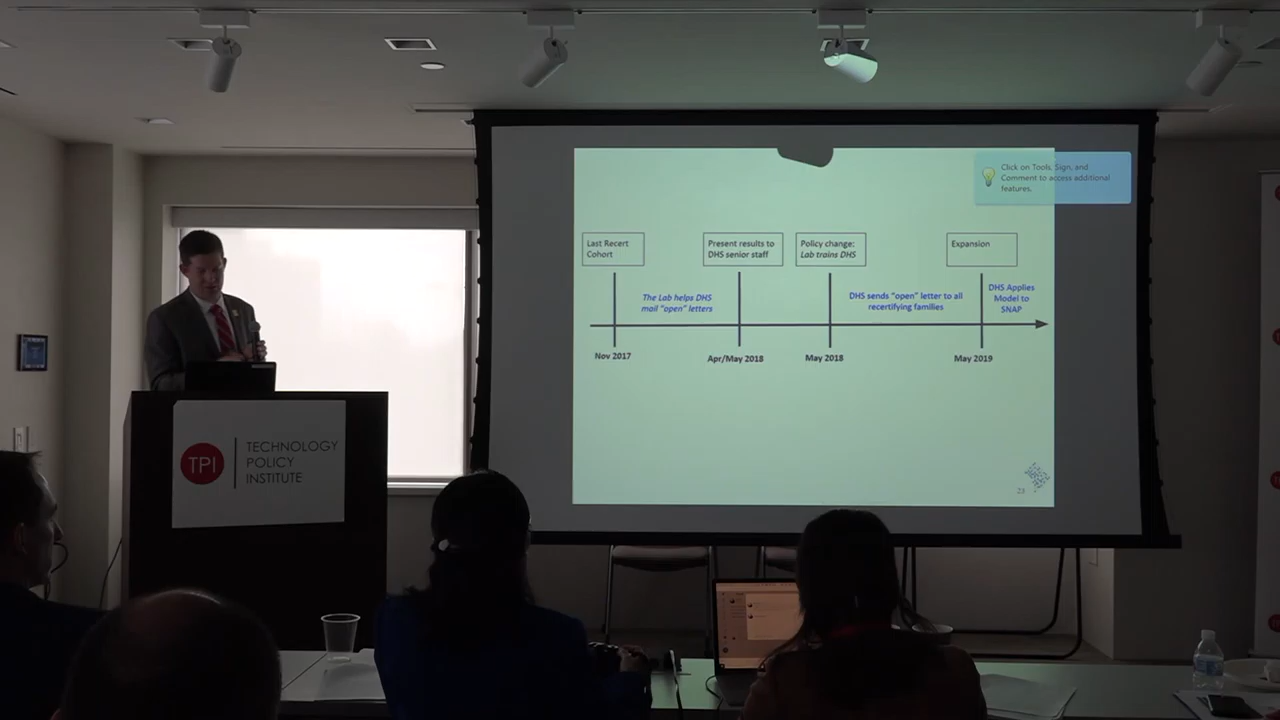 Click on Tools, Sign, and
Comment to access additional
features.
Last Recert
Cohort
Present results to
DHS senior staff
Policy change:
Lab trains DHS
Expansion
The Lab helps DHS
mail "open" letters
DHS sends "open" letter to all
recertifying families
DHS Applies
Model to
SNAP
Nov 2017
Apr/May 2018
May 2018
May 2019
23
TPI
TECHNOLOGY
POLICY
INSTITUTE